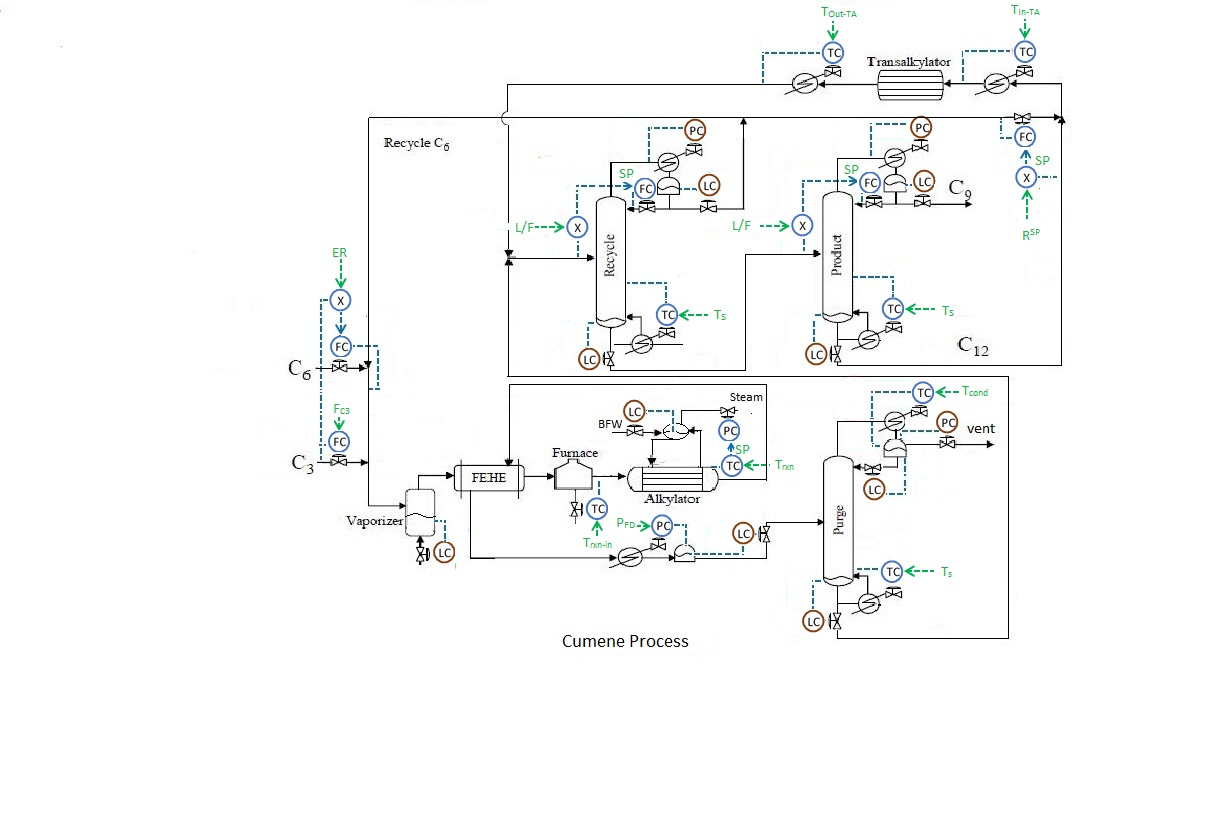 TOut-TA
TIn-TA
TC
TC
Transalkylator
Recycle C6
PC
PC
FC
SP
SP
SP
FC
LC
FC
LC
X
C9
L/F
X
L/F
X
RSP
Recycle
Product
ER
X
TC
Ts
TC
Ts
FC
LC
LC
C12
C6
TC
Tcond
Steam
FC3
LC
PC
vent
BFW
PC
FC
SP
C3
Furnace
TC
Trxn
FEHE
LC
Alkylator
Vaporizer
TC
PFD
PC
LC
Purge
Trxn-in
LC
TC
Ts
LC
Cumene Process